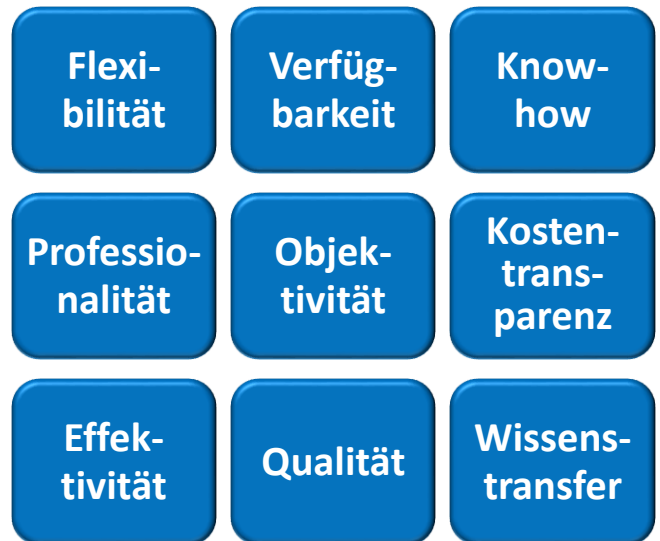 Flexi-
bilität
Verfüg-
barkeit
Know-
how
Professio-
nalität
Objek-
tivität
Kosten-
trans-
parenz
Effek-
tivität
Qualität
Wissens-
transfer